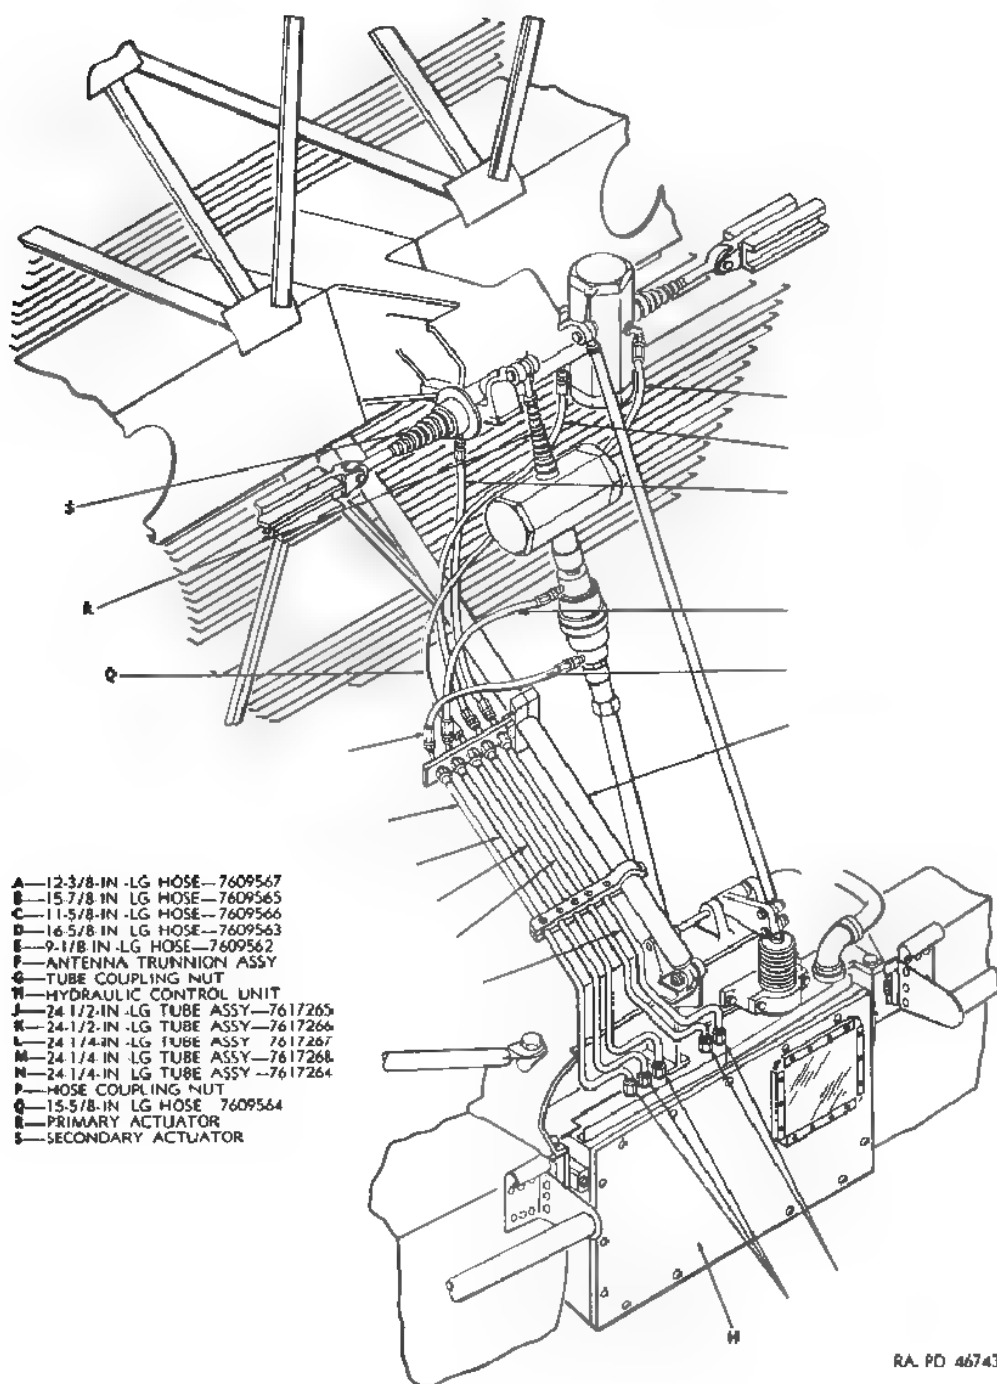 S
R
Q
A—12-3/8-IN -LG HOSE—7609567
B—15-7/8-IN LG HOSE—7609565
C—11-5/8-IN -LG HOSE—7609566
D—16-5/8 IN LG HOSE—7609563
E—9-1/8 IN -LG HOSE—7609562
F—ANTENNA TRUNNION ASSY
G—TUBE COUPLING NUT
H—HYDRAULIC CONTROL UNIT
J—24 1/2-IN -LG TUBE ASSY—7617265
K—24-1/2-IN LG TUBE ASSY—7617266
L—24 1/4-IN -LG TUBE ASSY 7617267
M—24-1/4 IN LG TUBE ASSY—7617268
N—24-1/4-IN LG TUBE ASSY—7617264
P—HOSE COUPLING NUT
Q—15-5/8-IN LG HOSE 7609564
R—PRIMARY ACTUATOR
S—SECONDARY ACTUATOR
H
RA. PD 46743